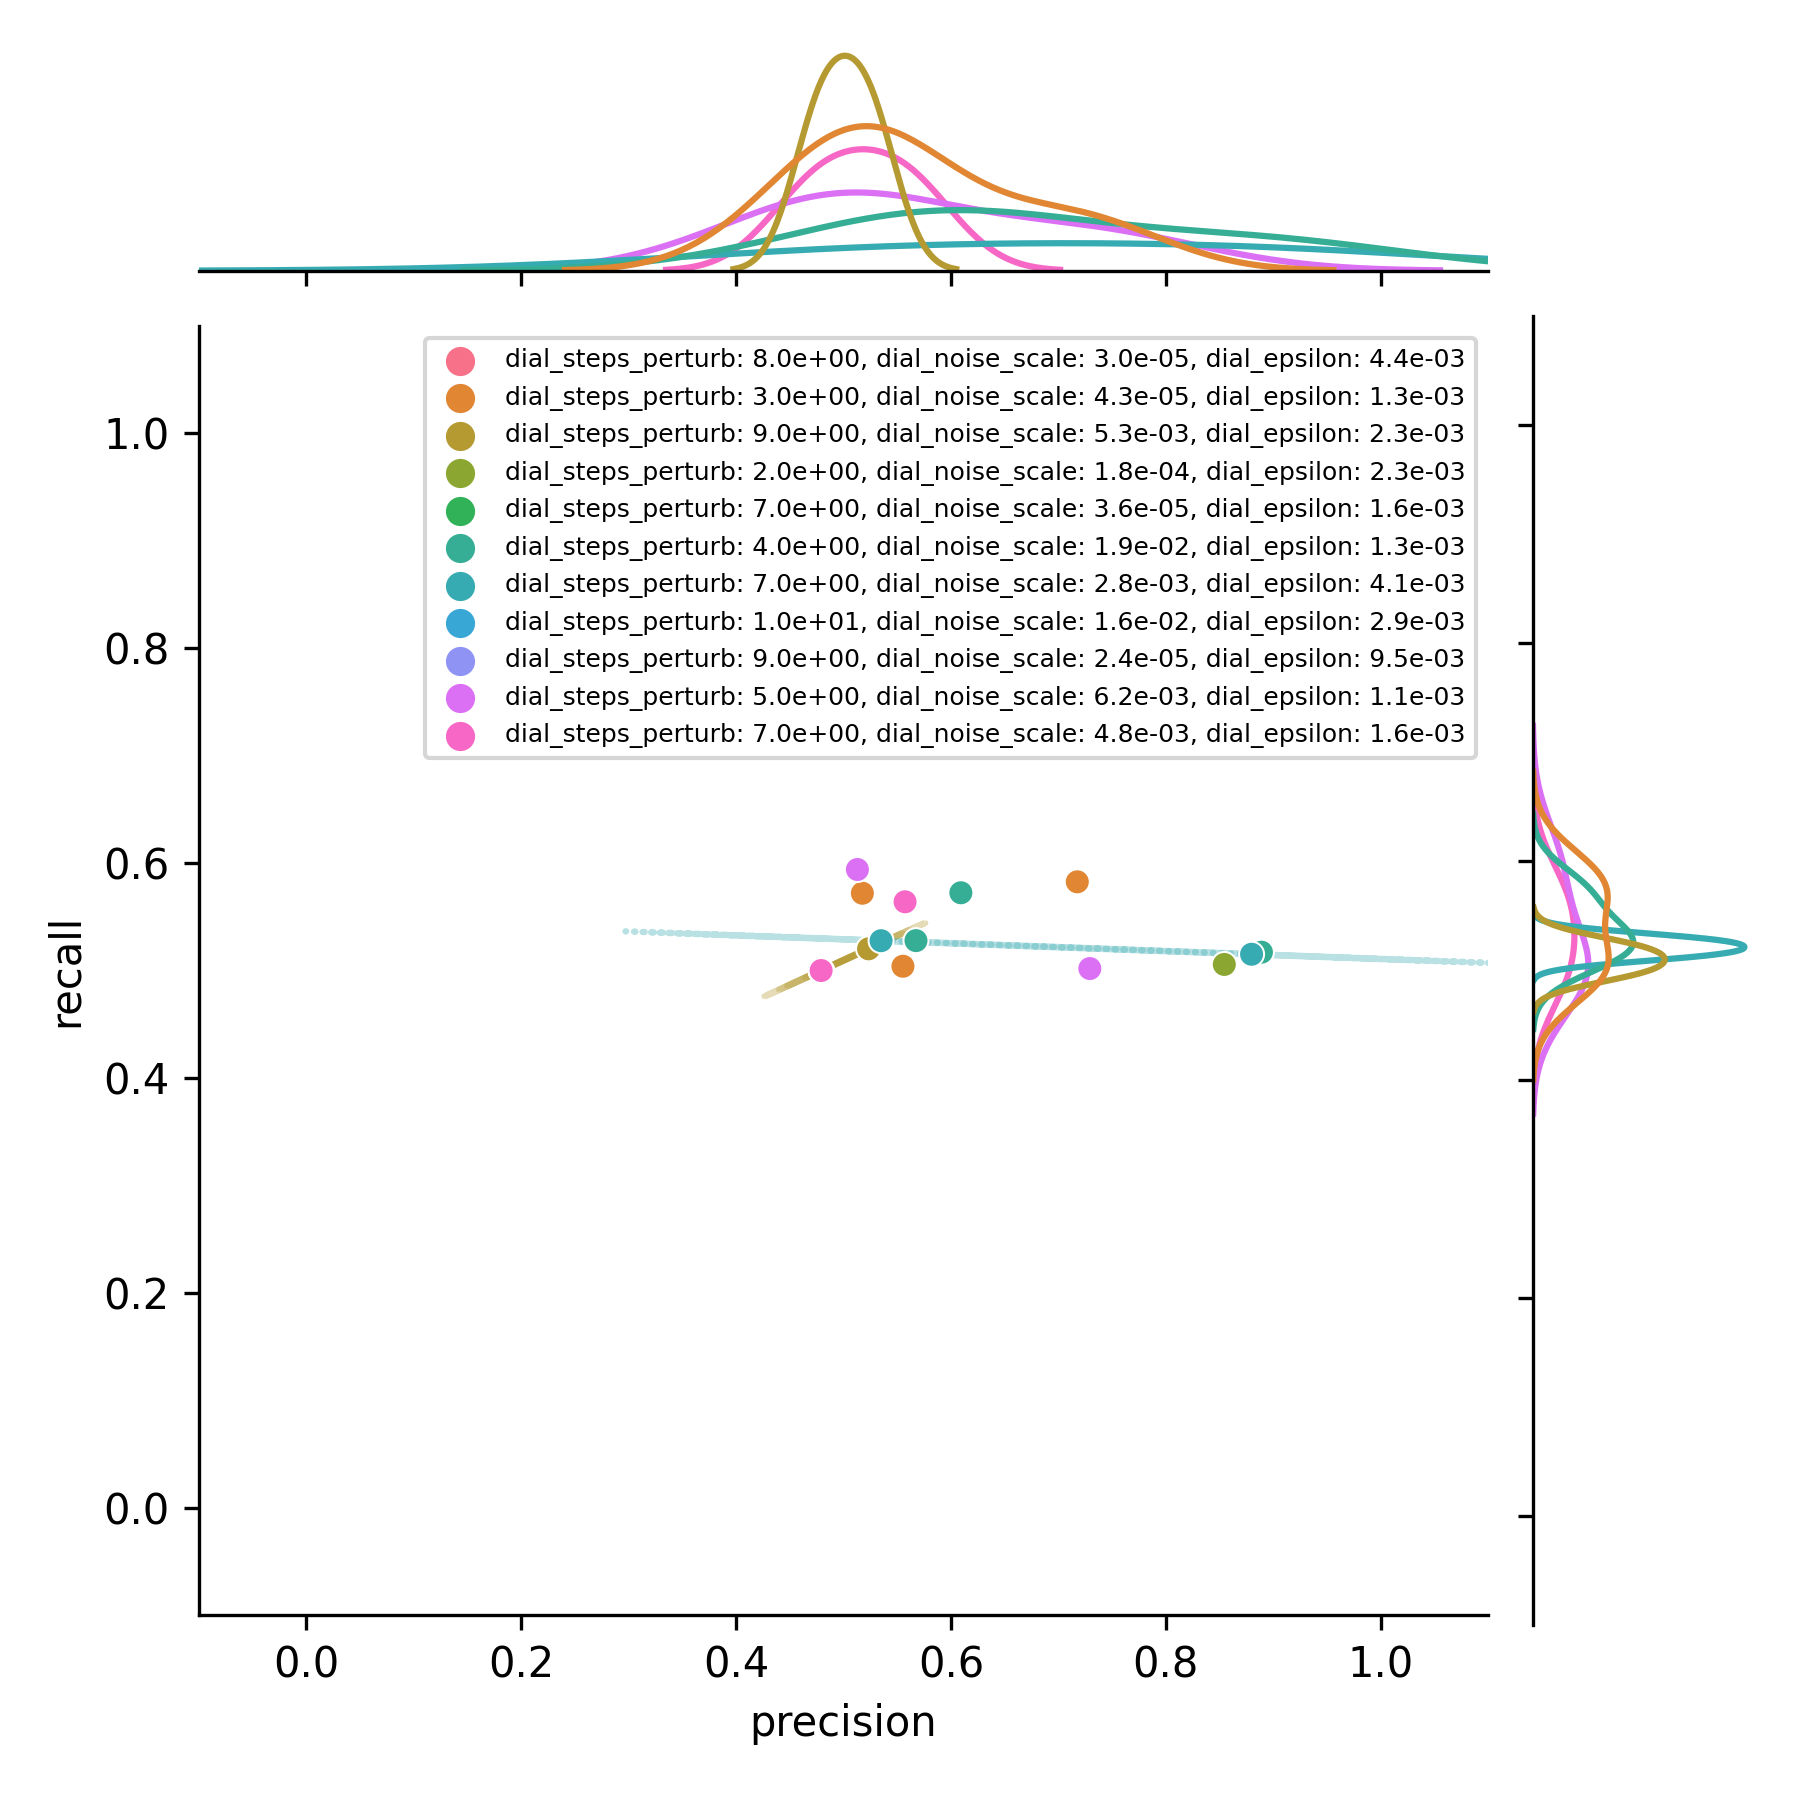 dial_steps_perturb: 8.0e+00, dial_noise_scale: 3.0e-05, dial_epsilon: 4.4e-03
dial_steps_perturb: 3.0e+00, dial_noise_scale: 4.3e-05, dial_epsilon: 1.3e-03
dial_steps_perturb: 9.0e+00, dial_noise_scale: 5.3e-03, dial_epsilon: 2.3e-03
dial_steps_perturb: 2.0e+00, dial_noise_scale: 1.8e-04, dial_epsilon: 2.3e-03
dial_steps_perturb: 7.0e+00, dial_noise_scale: 3.6e-05, dial_epsilon: 1.6e-03
dial_steps_perturb: 4.0e+00, dial_noise_scale: 1.9e-02, dial_epsilon: 1.3e-03
dial_steps_perturb: 7.0e+00, dial_noise_scale: 2.8e-03, dial_epsilon: 4.1e-03
dial_steps_perturb: 1.0e+01, dial_noise_scale: 1.6e-02, dial_epsilon: 2.9e-03
dial_steps_perturb: 9.0e+00, dial_noise_scale: 2.4e-05, dial_epsilon: 9.5e-03
dial_steps_perturb: 5.0e+00, dial_noise_scale: 6.2e-03, dial_epsilon: 1.1e-03
dial_steps_perturb: 7.0e+00, dial_noise_scale: 4.8e-03, dial_epsilon: 1.6e-03
1.0
0.8
0.6
0.4
0.2
0.0
recall
0.0 0.2 0.4 0.6 0.8 1.0
precision